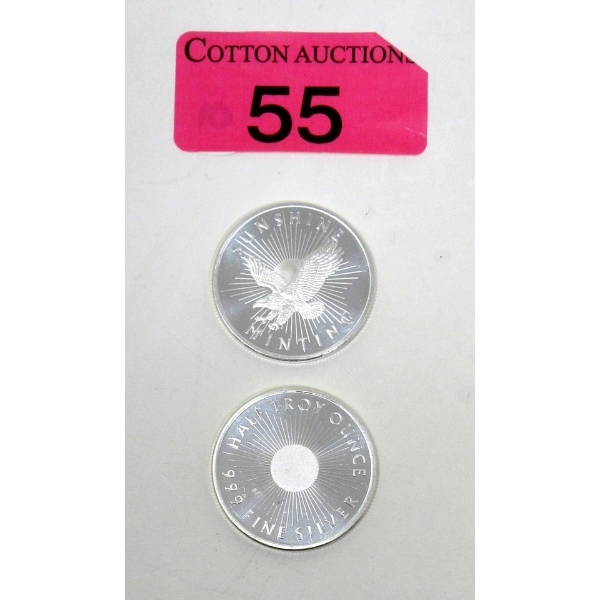 COTTON AUCTIONS
55
SUNSHINE
MINTING
HALF TROY OUNCE
999 FINE SILVER